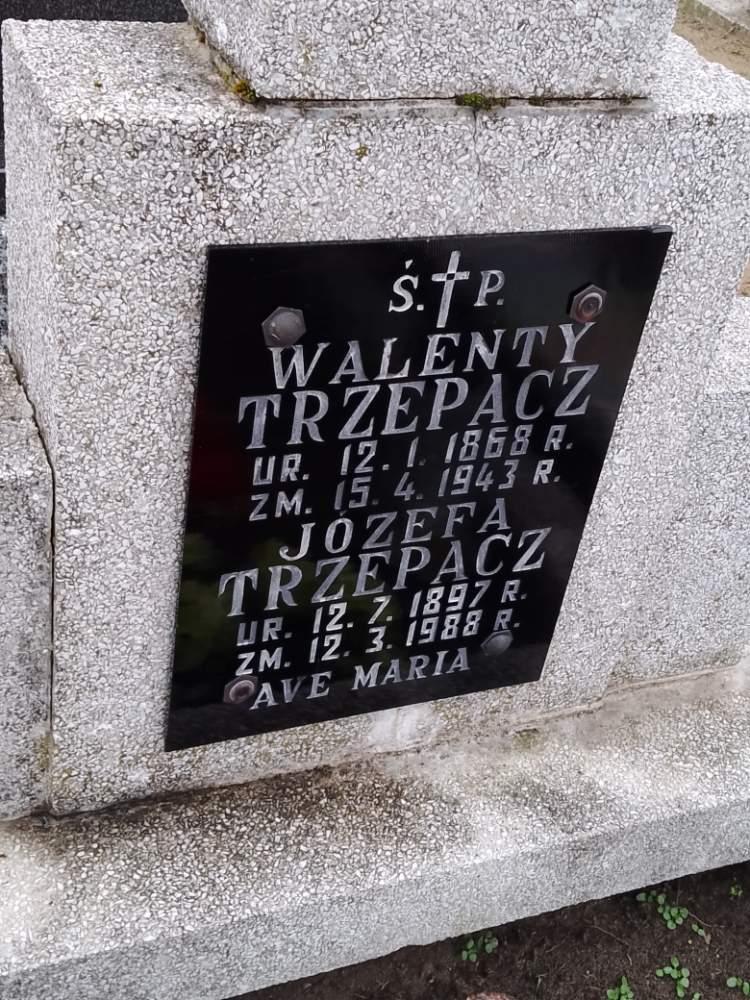 Ś. P.
WALENTY
TRZEPACZ
UR. 12. 1. 1868 R.
ZM. 15. 4. 1943 R.
JÓZEFA
TRZEPACZ
UR. 12. 7. 1897 R.
ZM. 12. 3. 1988 R.
AVE MARIA